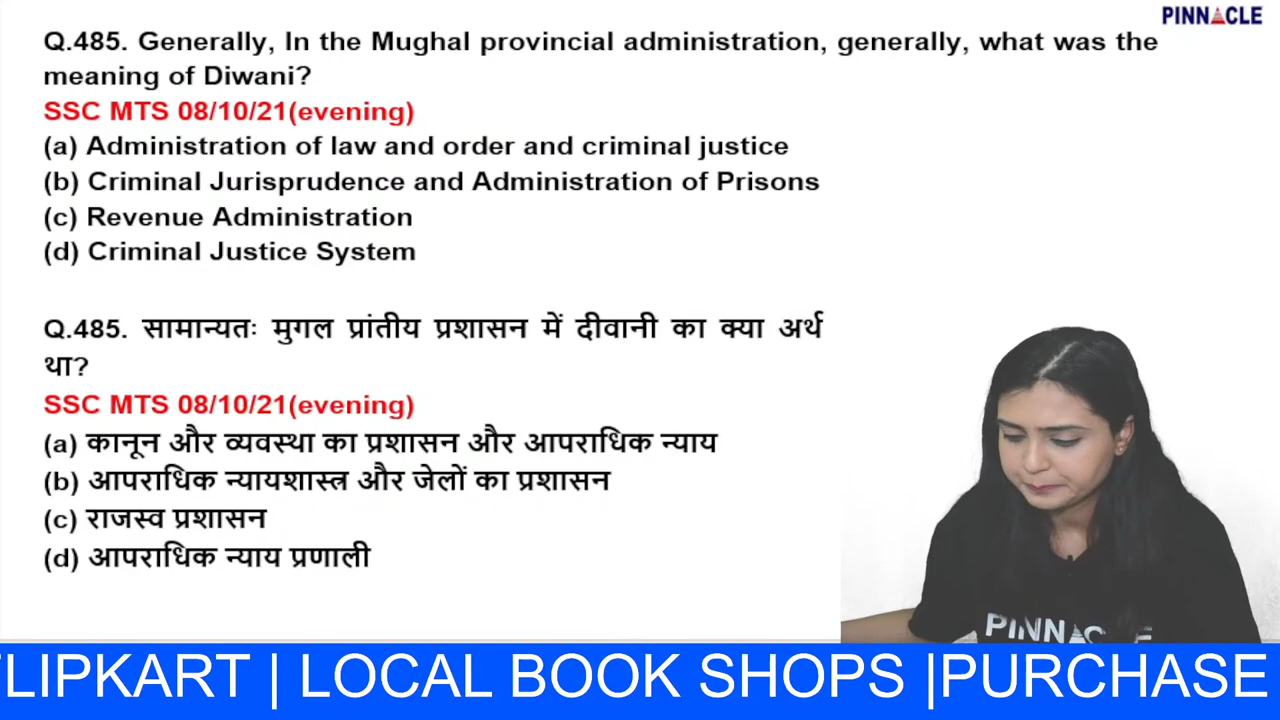 PINNACLE
Q.485. Generally, In the Mughal provincial administration, generally, what was the
meaning of Diwani?
SSC MTS 08/10/21(evening)
(a) Administration of law and order and criminal justice
(b) Criminal Jurisprudence and Administration of Prisons
(c) Revenue Administration
(d) Criminal Justice System
Q.485. सामान्यतः मुगल प्रांतीय प्रशासन में दीवानी का क्या अर्थ
था?
SSC MTS 08/10/21(evening)
(a) कानून और व्यवस्था का प्रशासन और आपराधिक न्याय
(b) आपराधिक न्यायशास्त्र और जेलों का प्रशासन
(c) राजस्व प्रशासन
(d) आपराधिक न्याय प्रणाली
PINNACLE
LIPKART | LOCAL BOOK SHOPS |PURCHASE